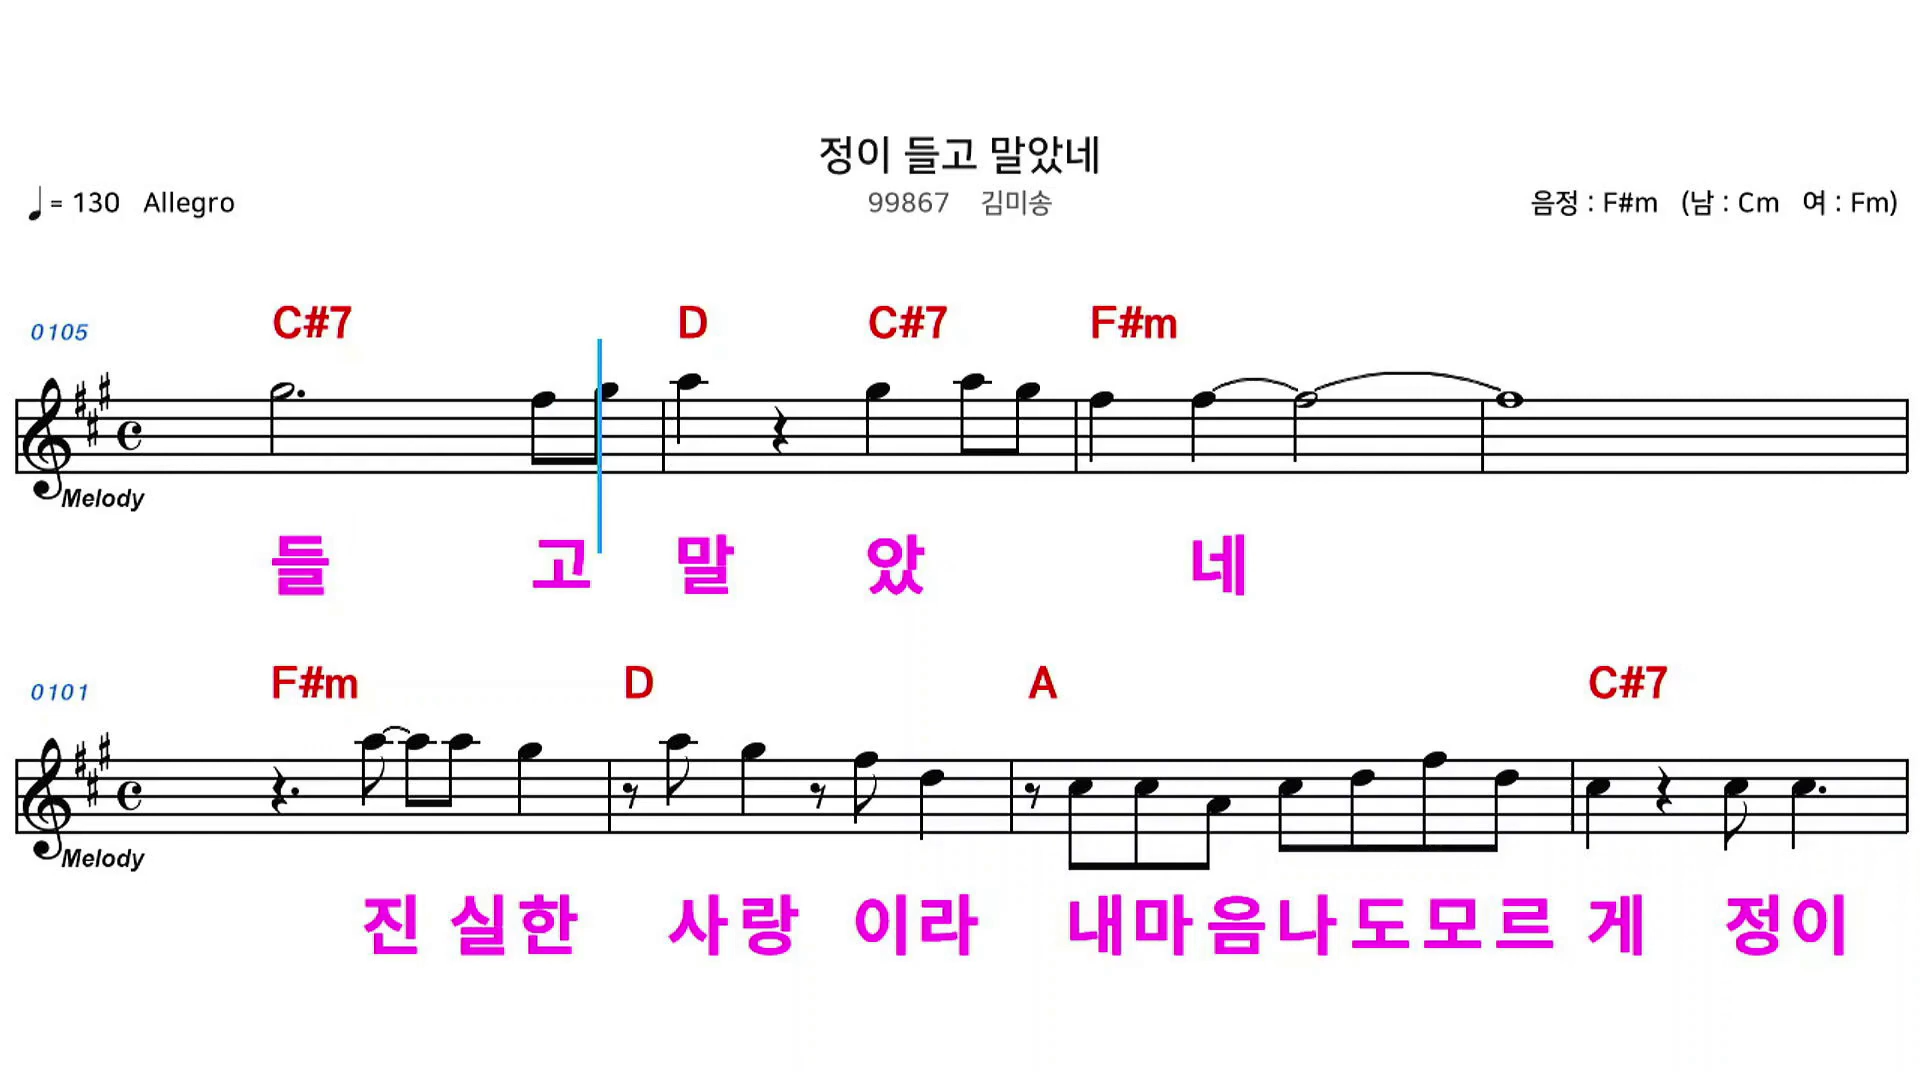 정이 들고 말았네
= 130 Allegro 99867 김미송 음정 : F#m (남 : Cm 여 : Fm)
0105 C#7 D C#7 F#m
Melody
들 고 말 았 네
0101 F#m D A C#7
Melody
진 실한 사랑 이라 내마음나도모르 게 정이